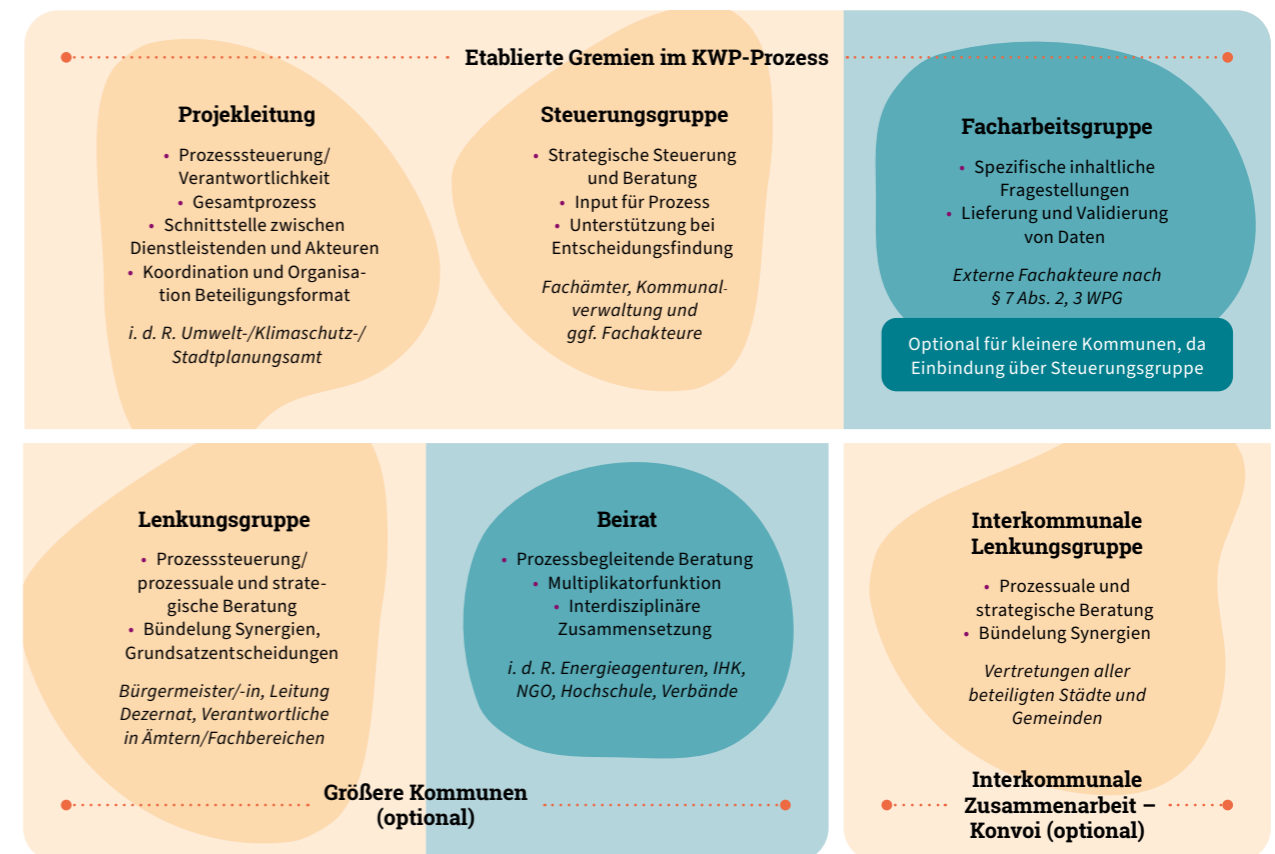 Etablierte Gremien im KWP-Prozess
Projekleitung
• Prozesssteuerung/
Verantwortlichkeit
• Gesamtprozess
• Schnittstelle zwischen
Dienstleistenden und Akteuren
• Koordination und Organisa-
tion Beteiligungsformat
i. d. R. Umwelt-/Klimaschutz-/
Stadtplanungsamt
Steuerungsgruppe
• Strategische Steuerung
und Beratung
• Input für Prozess
• Unterstützung bei
Entscheidungsfindung
Fachämter, Kommunal-
verwaltung und
ggf. Fachakteure
Facharbeitsgruppe
• Spezifische inhaltliche
Fragestellungen
• Lieferung und Validierung
von Daten
Externe Fachakteure nach
§ 7 Abs. 2, 3 WPG
Optional für kleinere Kommunen, da
Einbindung über Steuerungsgruppe
Lenkungsgruppe
• Prozesssteuerung/
prozessuale und strate-
gische Beratung
• Bündelung Synergien,
Grundsatzentscheidungen
Bürgermeister/-in, Leitung
Dezernat, Verantwortliche
in Ämtern/Fachbereichen
Beirat
• Prozessbegleitende Beratung
• Multiplikatorfunktion
• Interdisziplinäre
Zusammensetzung
i. d. R. Energieagenturen, IHK,
NGO, Hochschule, Verbände
Größere Kommunen
(optional)
Interkommunale
Lenkungsgruppe
• Prozessuale und
strategische Beratung
• Bündelung Synergien
Vertretungen aller
beteiligten Städte und
Gemeinden
Interkommunale
Zusammenarbeit –
Konvoi (optional)